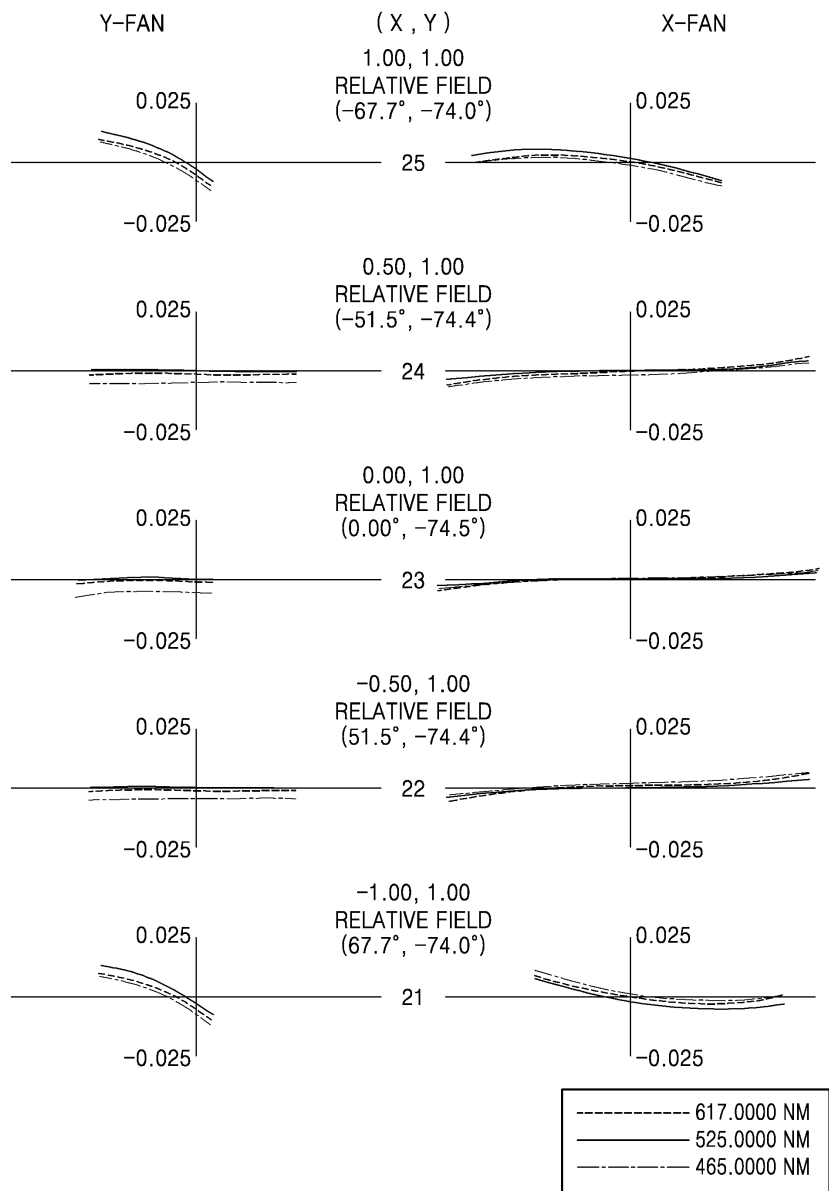 Y-FAN (X, Y) X-FAN
1.00, 1.00
RELATIVE FIELD
(-67.7°, -74.0°)
0.025 0.025
25
-0.025 -0.025
0.50, 1.00
RELATIVE FIELD
(-51.5°, -74.4°)
0.025 0.025
24
-0.025 -0.025
0.00, 1.00
RELATIVE FIELD
(0.00°, -74.5°)
0.025 0.025
23
-0.025 -0.025
-0.50, 1.00
RELATIVE FIELD
(51.5°, -74.4°)
0.025 0.025
22
-0.025 -0.025
-1.00, 1.00
RELATIVE FIELD
(67.7°, -74.0°)
0.025 0.025
21
-0.025 -0.025
617.0000 NM
525.0000 NM
465.0000 NM